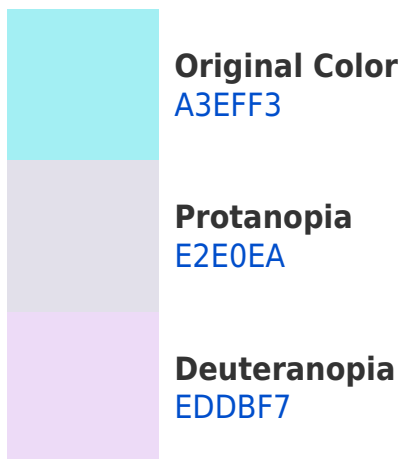 Original Color
A3EFF3
Protanopia
E2E0EA
Deuteranopia
EDDBF7